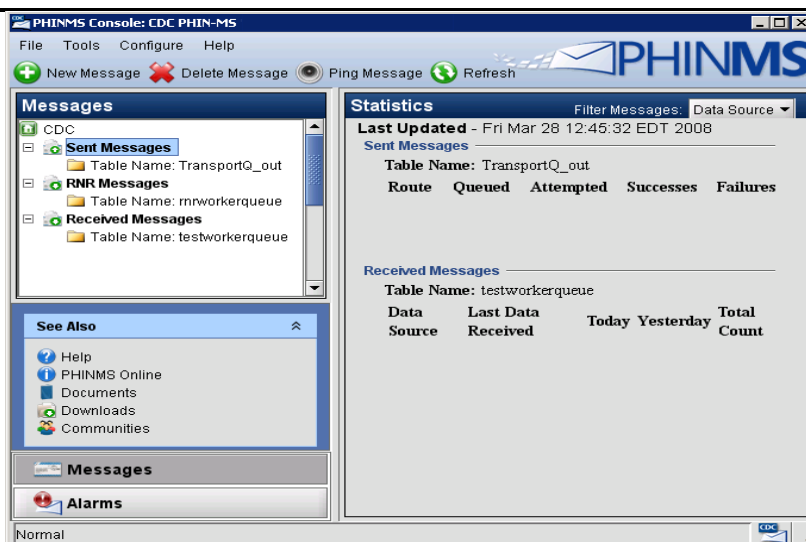 PHINMS Console: CDC PHIN-MS
File Tools Configure Help
New Message Delete Message Ping Message Refresh
PHINMS
Messages
CDC
Sent Messages
Table Name: TransportQ_out
RNR Messages
Table Name: rnrworkerqueue
Received Messages
Table Name: testworkerqueue
See Also
Help
PHINMS Online
Documents
Downloads
Communities
Messages
Alarms
Statistics
Filter Messages: Data Source
Last Updated - Fri Mar 28 12:45:32 EDT 2008
Sent Messages
Table Name: TransportQ_out
Route Queued Attempted Successes Failures
Received Messages
Table Name: testworkerqueue
Data Source Last Data Received Today Yesterday Total Count
Normal
CDC